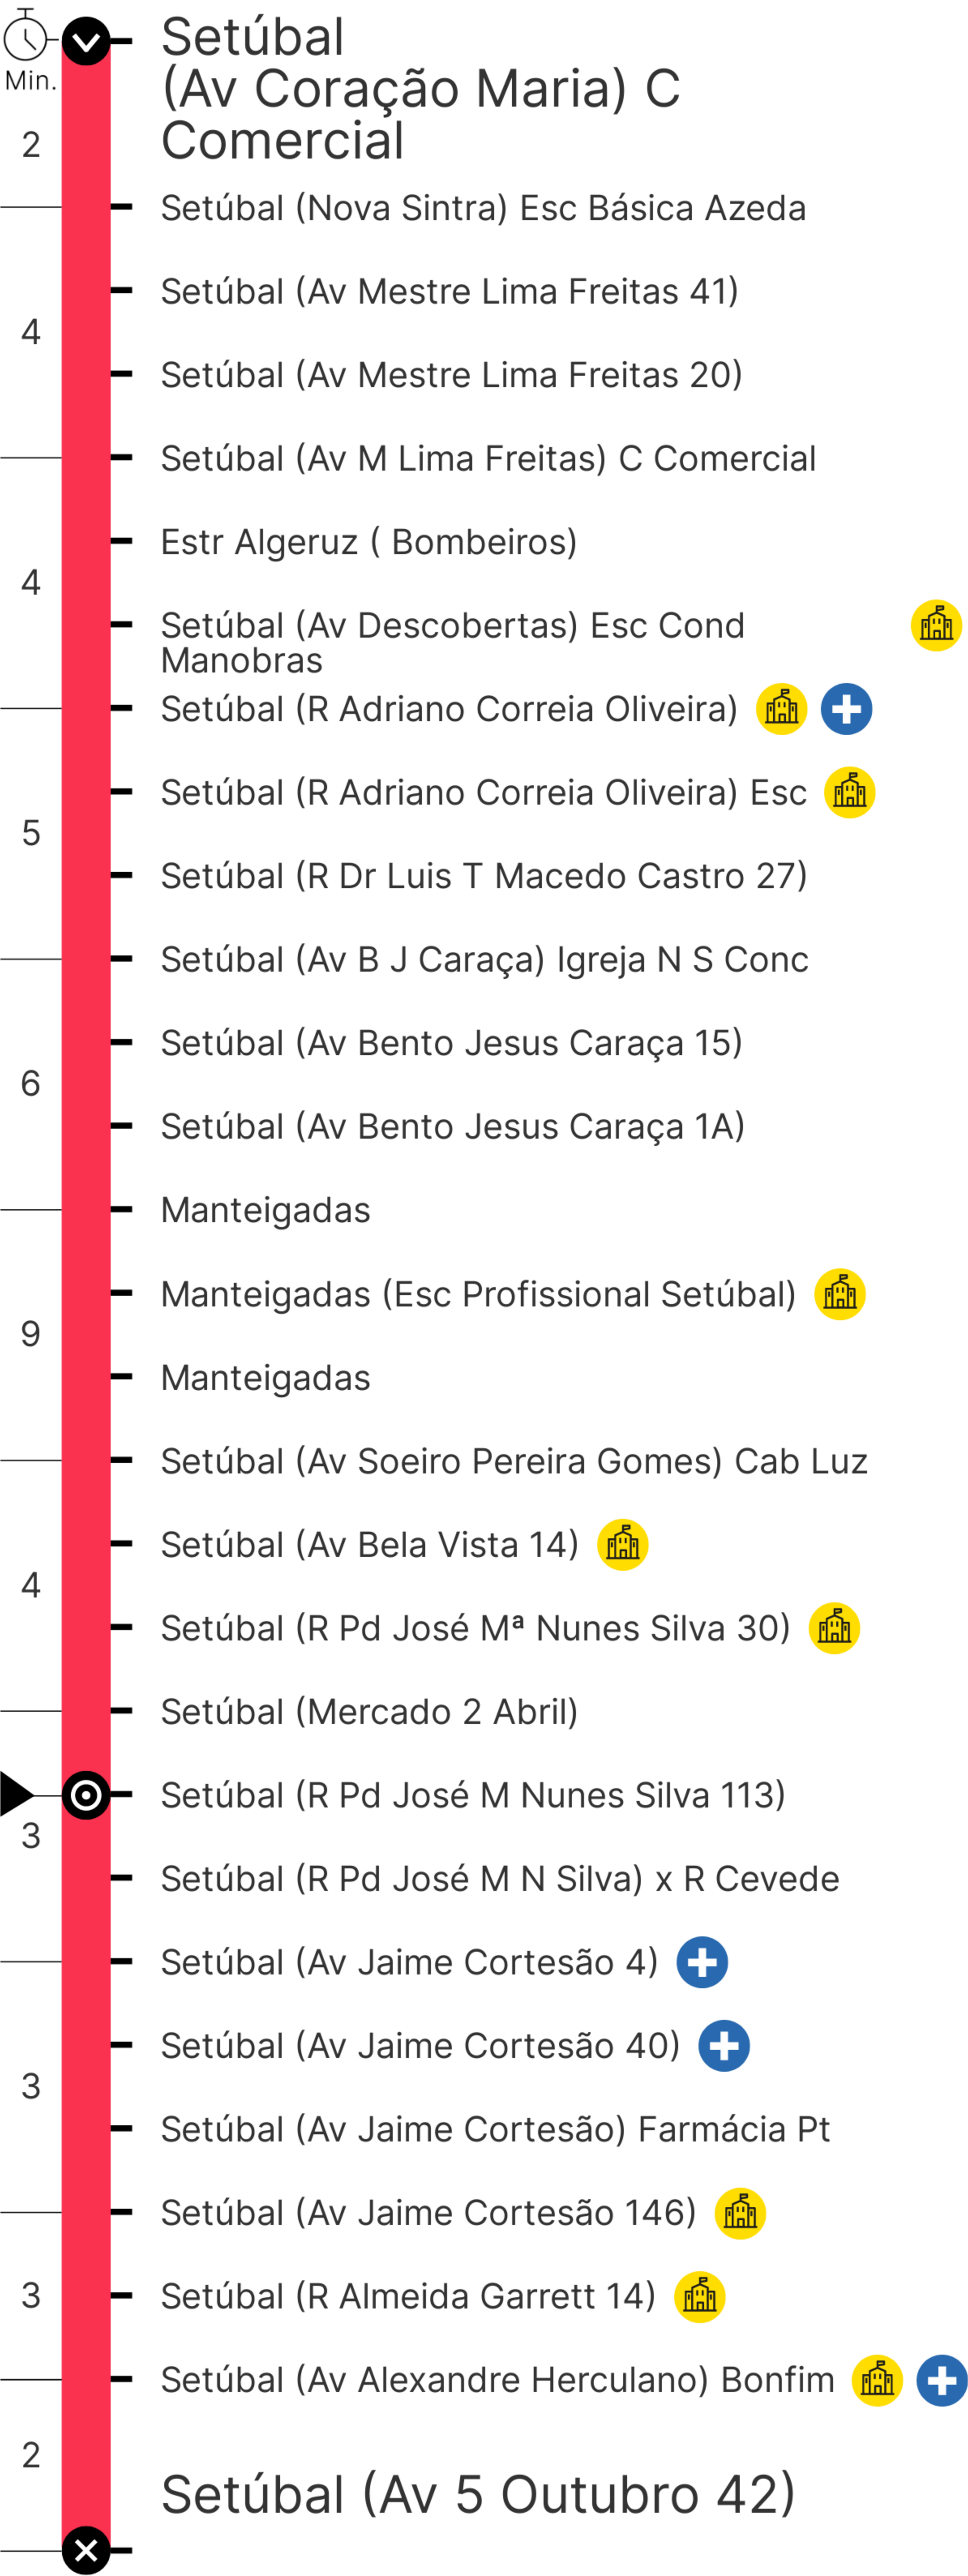 Setúbal
(Av Coração Maria) C
Comercial
Min.
2
Setúbal (Nova Sintra) Esc Básica Azeda
Setúbal (Av Mestre Lima Freitas 41)
4
Setúbal (Av Mestre Lima Freitas 20)
Setúbal (Av M Lima Freitas) C Comercial
Estr Algeruz ( Bombeiros)
4
Setúbal (Av Descobertas) Esc Cond
Manobras
Setúbal (R Adriano Correia Oliveira)
Setúbal (R Adriano Correia Oliveira) Esc
5
Setúbal (R Dr Luis T Macedo Castro 27)
Setúbal (Av B J Caraça) Igreja N S Conc
Setúbal (Av Bento Jesus Caraça 15)
6
Setúbal (Av Bento Jesus Caraça 1A)
Manteigadas
Manteigadas (Esc Profissional Setúbal)
9
Manteigadas
Setúbal (Av Soeiro Pereira Gomes) Cab Luz
Setúbal (Av Bela Vista 14)
4
Setúbal (R Pd José Mª Nunes Silva 30)
Setúbal (Mercado 2 Abril)
Setúbal (R Pd José M Nunes Silva 113)
3
Setúbal (R Pd José M N Silva) x R Cevede
Setúbal (Av Jaime Cortesão 4)
Setúbal (Av Jaime Cortesão 40)
3
Setúbal (Av Jaime Cortesão) Farmácia Pt
Setúbal (Av Jaime Cortesão 146)
3
Setúbal (R Almeida Garrett 14)
Setúbal (Av Alexandre Herculano) Bonfim
2
Setúbal (Av 5 Outubro 42)